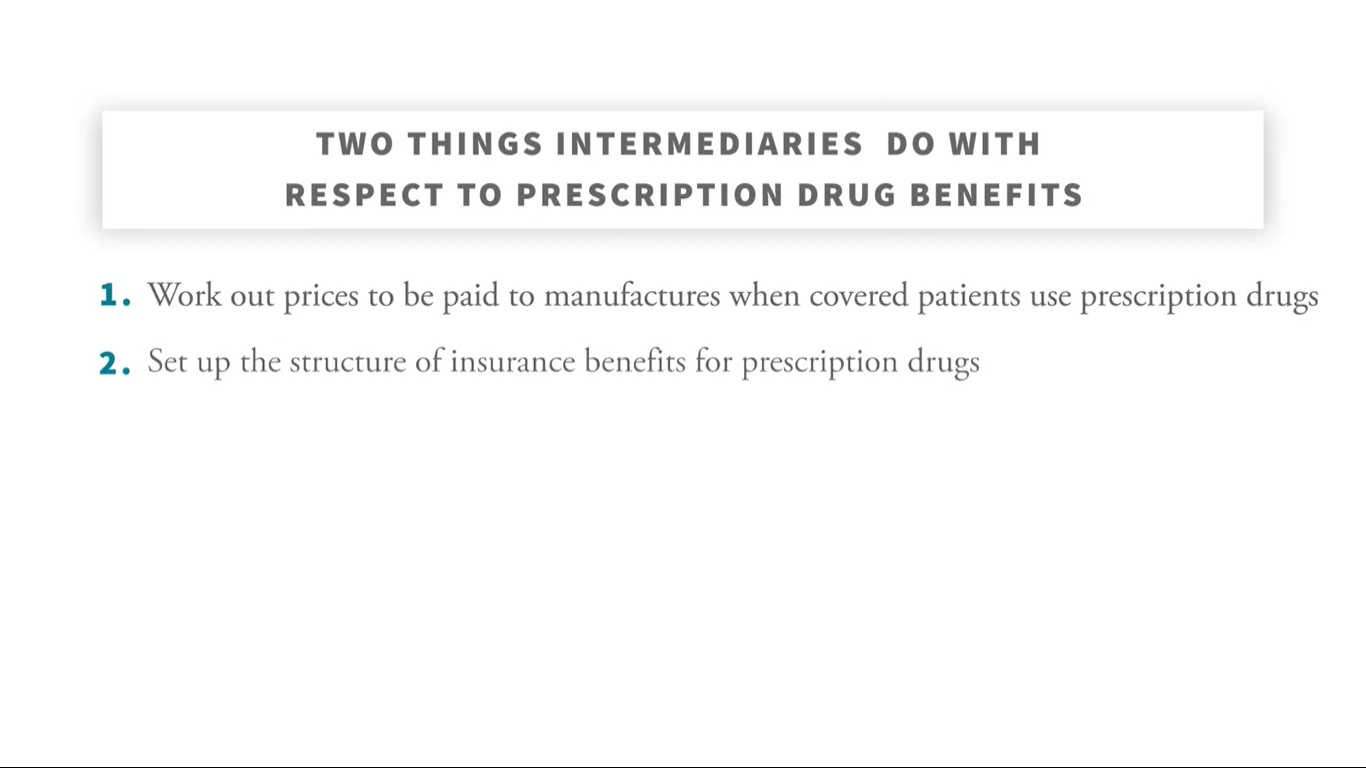 TWO THINGS INTERMEDIARIES DO WITH
RESPECT TO PRESCRIPTION DRUG BENEFITS
1. Work out prices to be paid to manufactures when covered patients use prescription drugs
2. Set up the structure of insurance benefits for prescription drugs